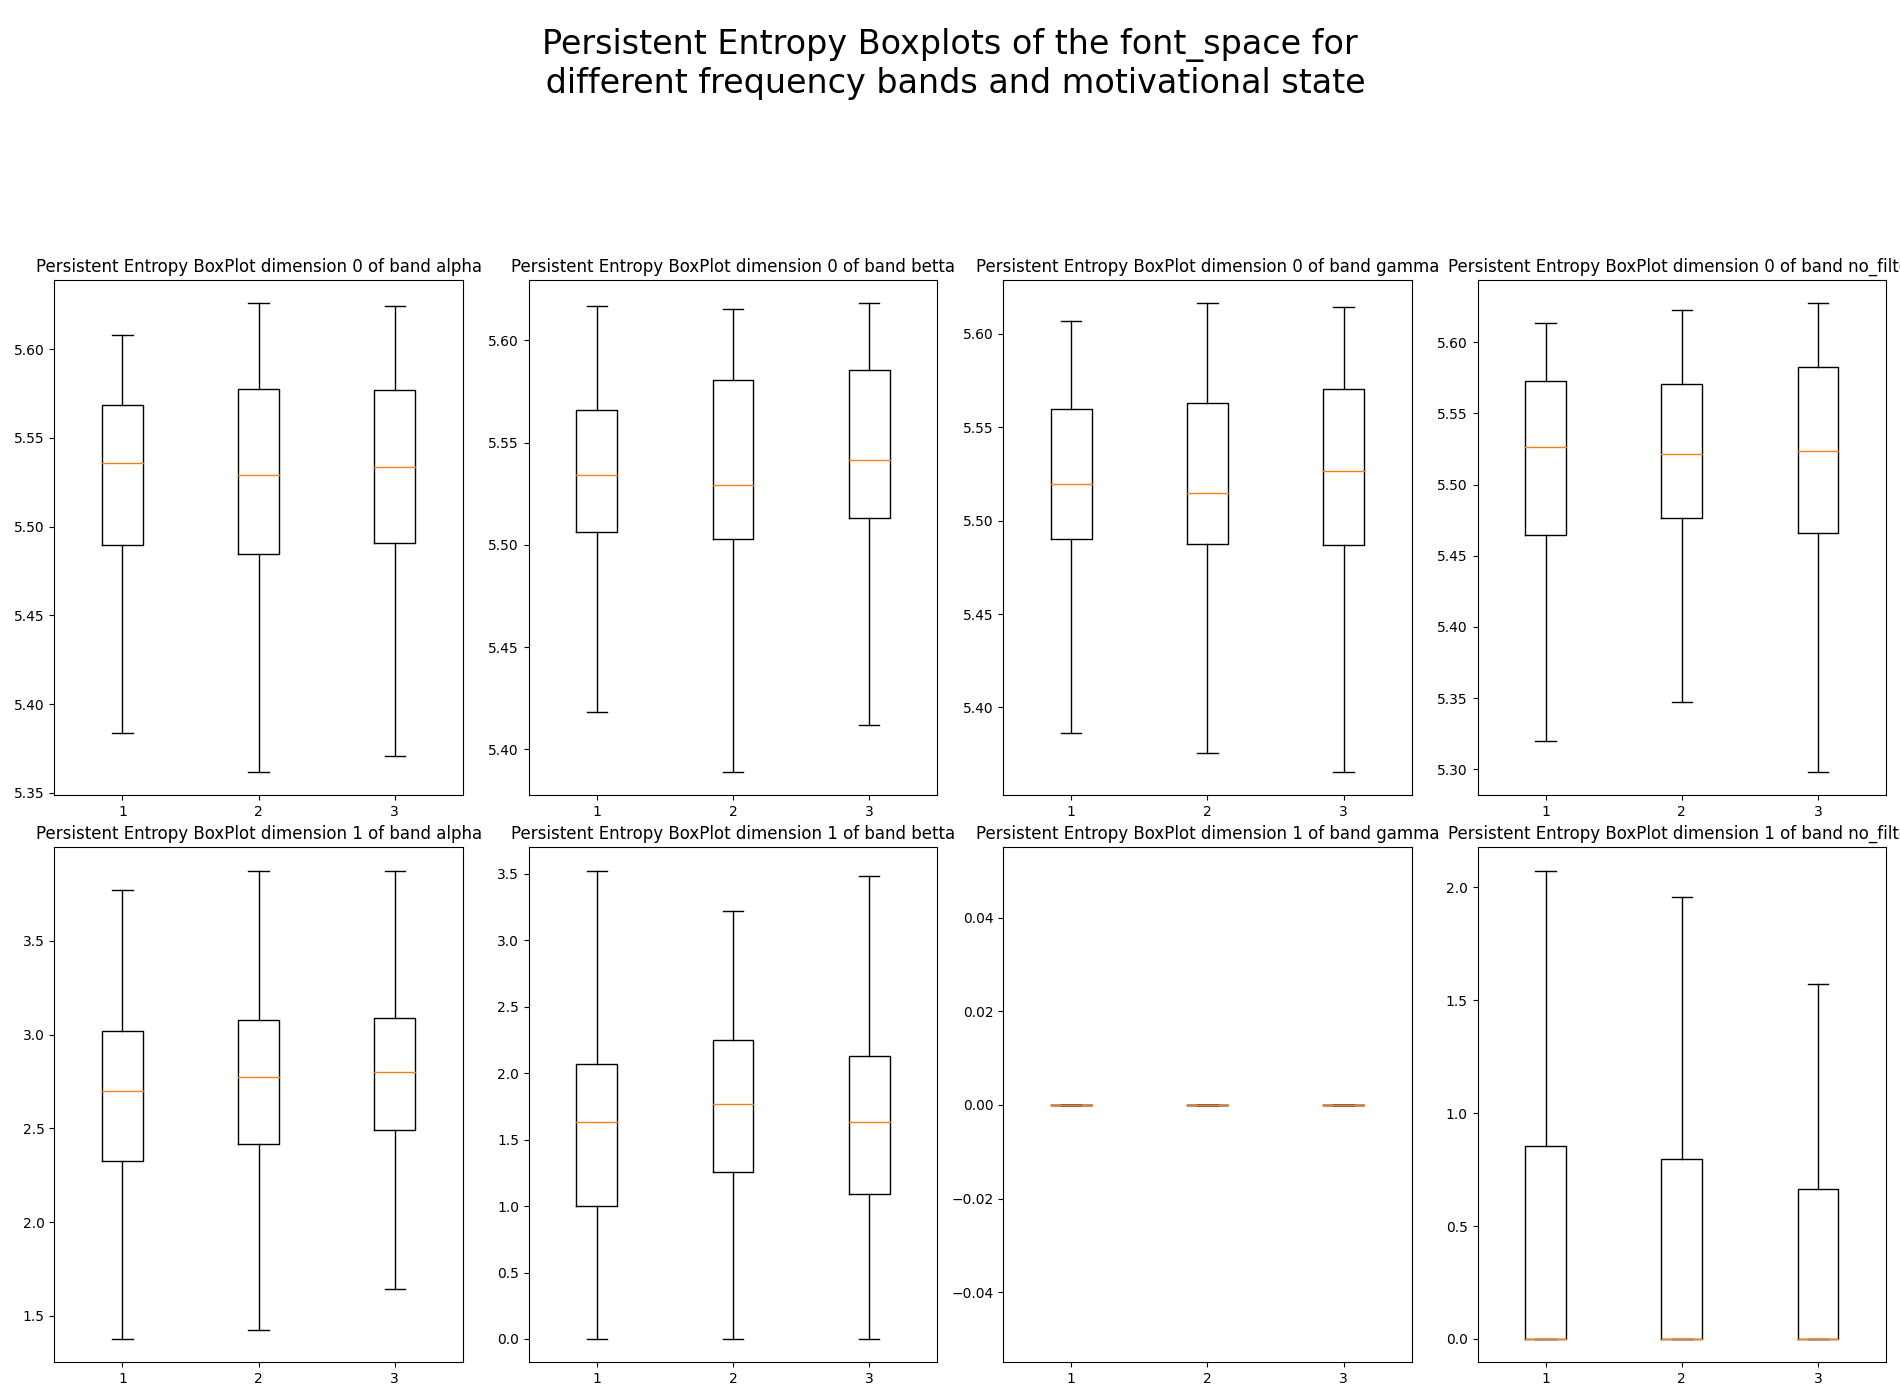 Persistent Entropy Boxplots of the font_space for
different frequency bands and motivational state
Persistent Entropy BoxPlot dimension 0 of band alpha
5.60
5.55
5.50
5.45
5.40
5.35
1 2 3
Persistent Entropy BoxPlot dimension 0 of band betta
5.60
5.55
5.50
5.45
5.40
1 2 3
Persistent Entropy BoxPlot dimension 0 of band gamma
5.60
5.55
5.50
5.45
5.40
1 2 3
Persistent Entropy BoxPlot dimension 0 of band no_filt
5.60
5.55
5.50
5.45
5.40
5.35
5.30
1 2 3
Persistent Entropy BoxPlot dimension 1 of band alpha
3.5
3.0
2.5
2.0
1.5
1 2 3
Persistent Entropy BoxPlot dimension 1 of band betta
3.5
3.0
2.5
2.0
1.5
1.0
0.5
0.0
1 2 3
Persistent Entropy BoxPlot dimension 1 of band gamma
0.04
0.02
0.00
−0.02
−0.04
1 2 3
Persistent Entropy BoxPlot dimension 1 of band no_filt
2.0
1.5
1.0
0.5
0.0
1 2 3